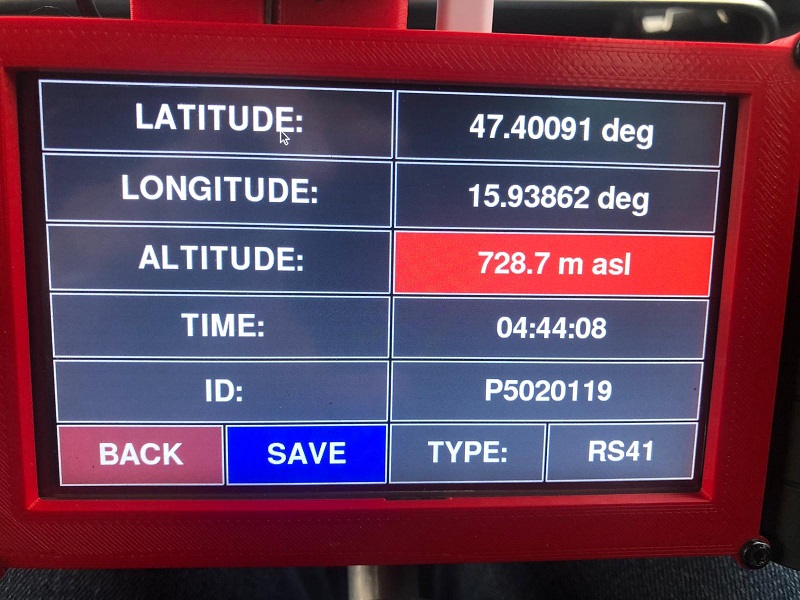 LATITUDE: 47.40091 deg
LONGITUDE: 15.93862 deg
ALTITUDE: 728.7 m asl
TIME: 04:44:08
ID: P5020119
BACK SAVE TYPE: RS41